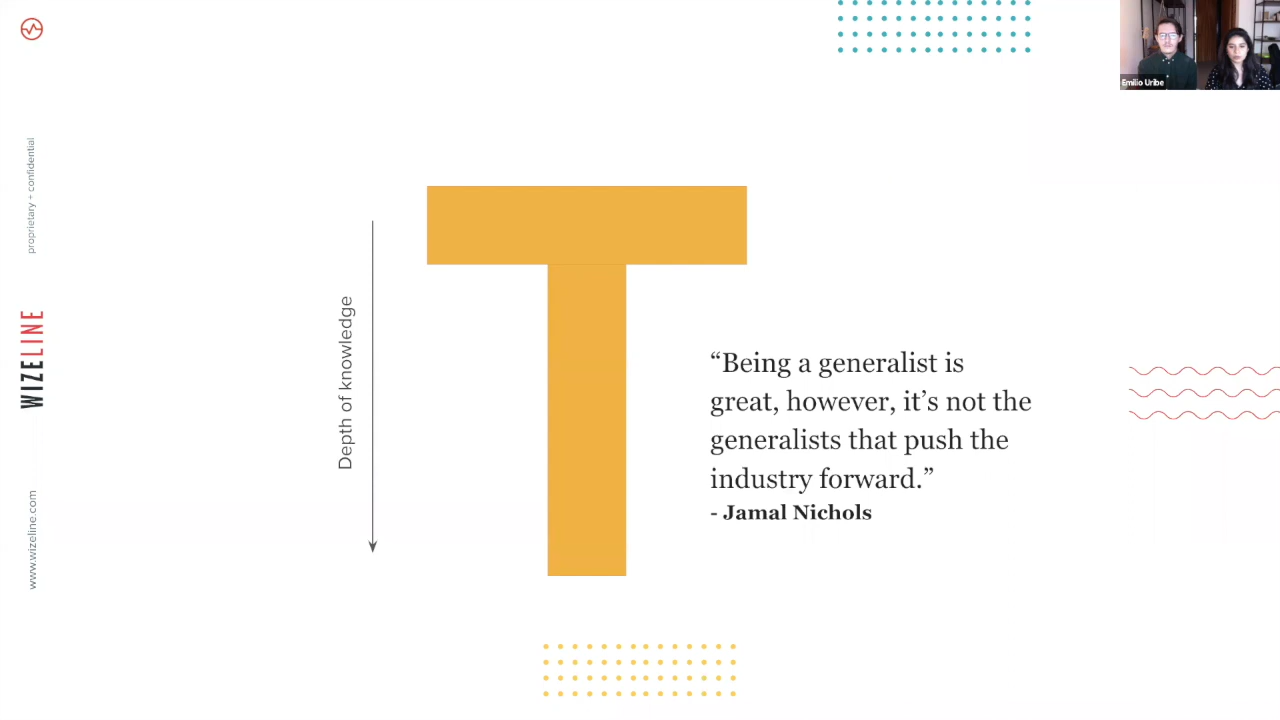 proprietary + confidential
WIZELINE
www.wizeline.com
Emilio Uribe
Depth of knowledge
“Being a generalist is
great, however, it’s not the
generalists that push the
industry forward.”
- Jamal Nichols